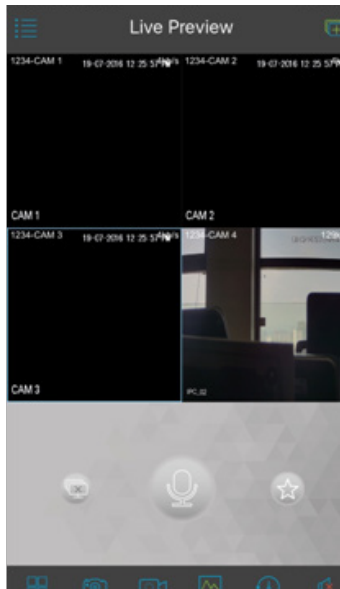 Live Preview
1234-CAM 1 19-07-2016 12 25 57
1234-CAM 2 19-07-2016 12 25 57
CAM 1
CAM 2
1234-CAM 3 19-07-2016 12 25 57
1234-CAM 4
CAM 3
IPC_02